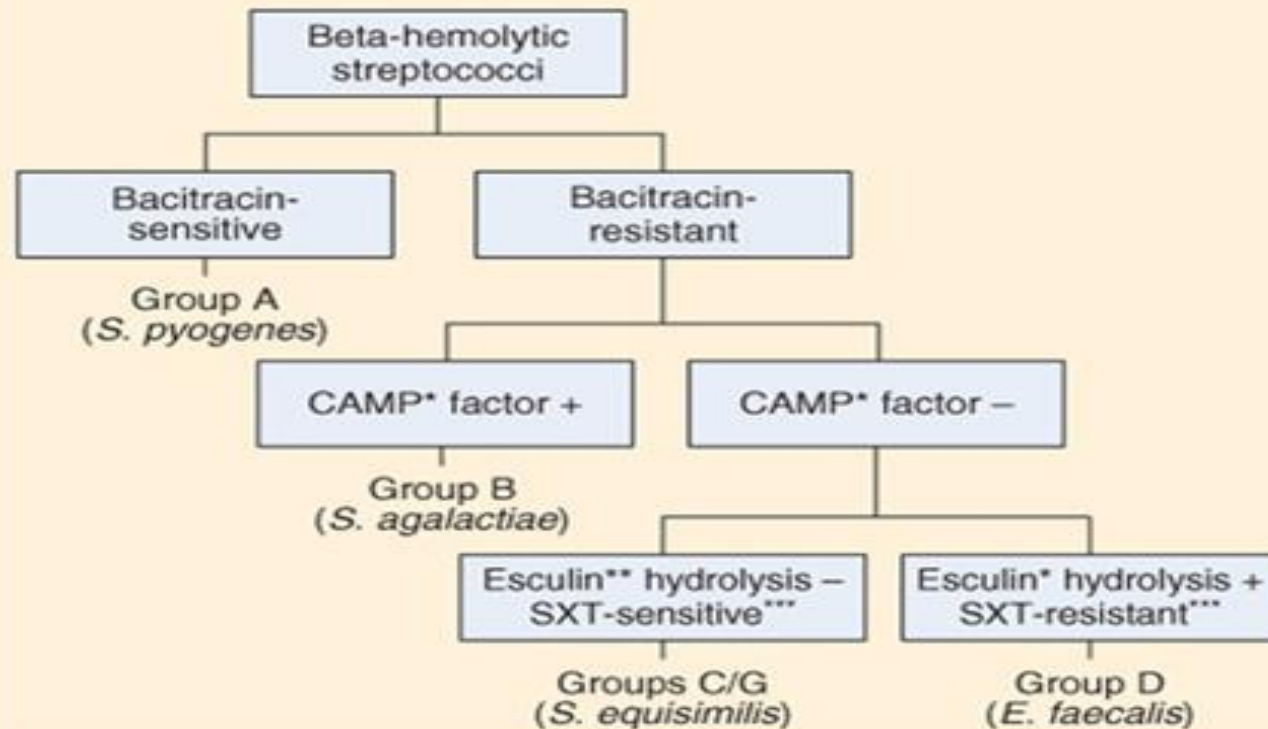 Beta-hemolytic
streptococci
Bacitracin-
sensitive
Bacitracin-
resistant
Group A
(S. pyogenes)
CAMP* factor +
CAMP* factor –
Group B
(S. agalactiae)
Esculin** hydrolysis –
SXT-sensitive***
Esculin* hydrolysis +
SXT-resistant***
Groups C/G
(S. equisimilis)
Group D
(E. faecalis)